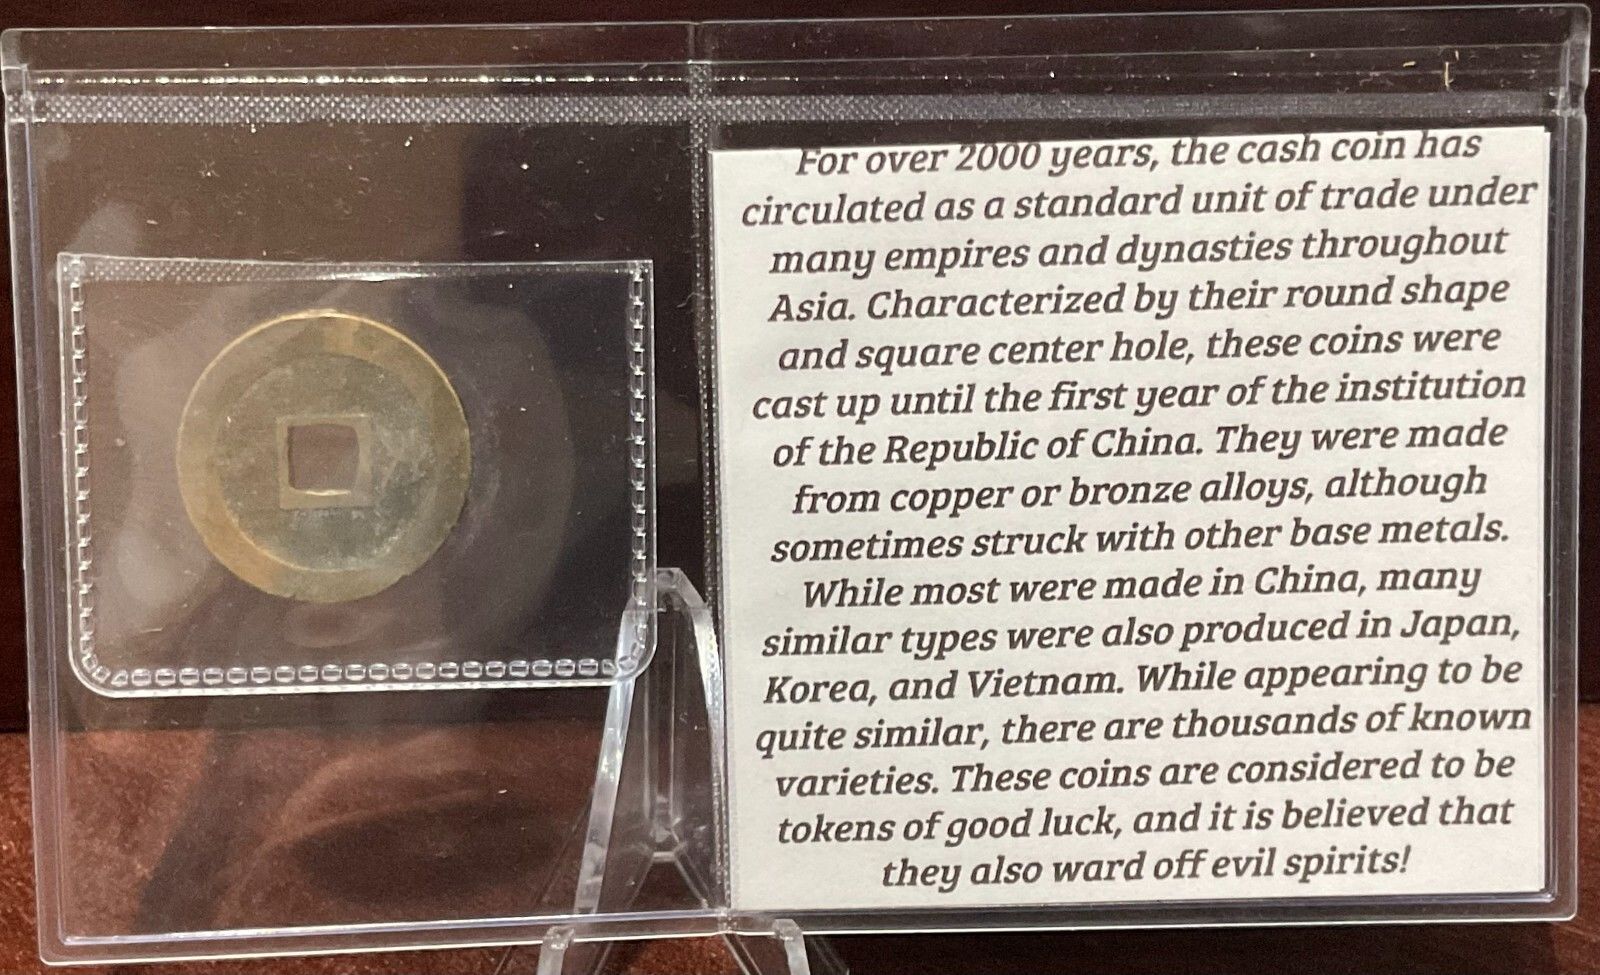 For over 2000 years, the cash coin has
circulated as a standard unit of trade under
many empires and dynasties throughout
Asia. Characterized by their round shape
and square center hole, these coins were
cast up until the first year of the institution
of the Republic of China. They were made
from copper or bronze alloys, although
sometimes struck with other base metals.
While most were made in China, many
similar types were also produced in Japan,
Korea, and Vietnam. While appearing to be
quite similar, there are thousands of known
varieties. These coins are considered to be
tokens of good luck, and it is believed that
they also ward off evil spirits!